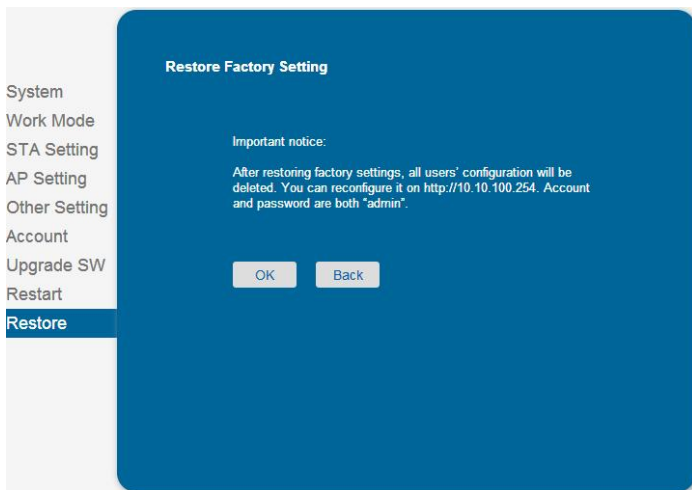 System
Work Mode
STA Setting
AP Setting
Other Setting
Account
Upgrade SW
Restart
Restore
Restore Factory Setting
Important notice:
After restoring factory settings, all users’ configuration will be
deleted. You can reconfigure it on http://10.10.100.254. Account
and password are both “admin”.
OK
Back